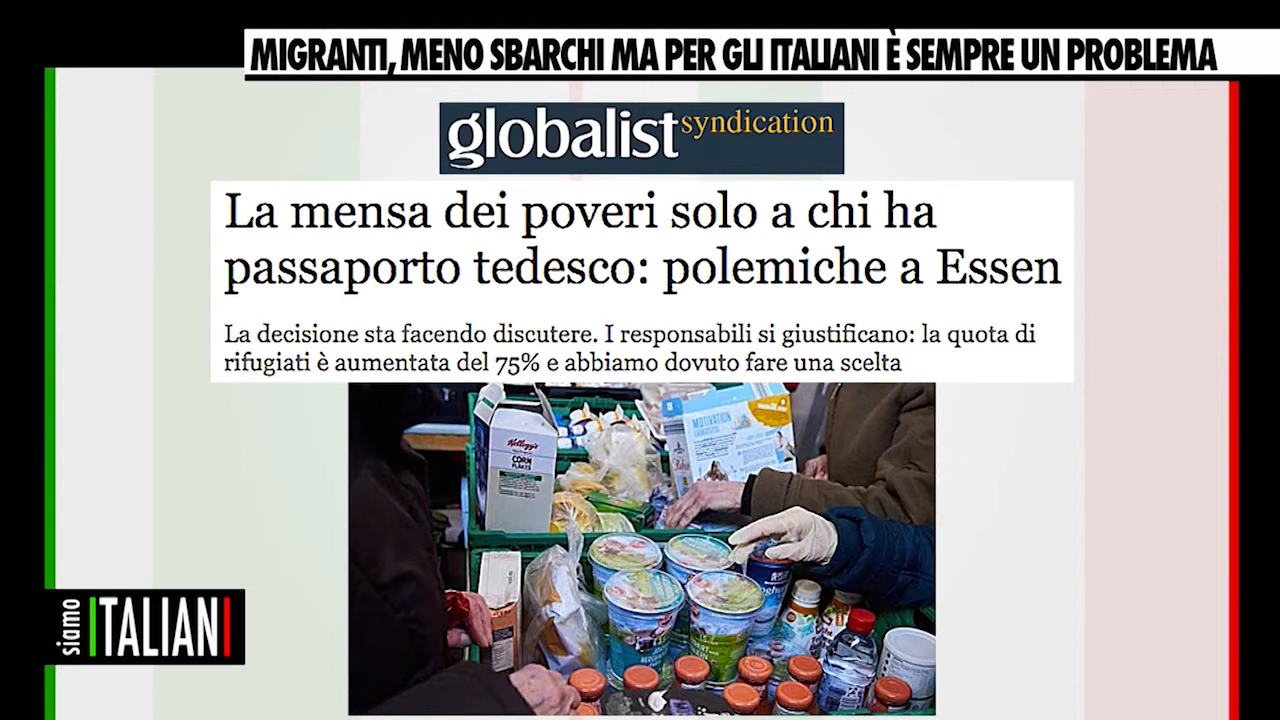 MIGRANTI, MENO SBARCHI MA PER GLI ITALIANI È SEMPRE UN PROBLEMA
globalist syndication
La mensa dei poveri solo a chi ha
passaporto tedesco: polemiche a Essen
La decisione sta facendo discutere. I responsabili si giustificano: la quota di
rifugiati è aumentata del 75% e abbiamo dovuto fare una scelta
Kellogg's
CORN
FLAKES
MOTIVATION
siamo
ITALIANI